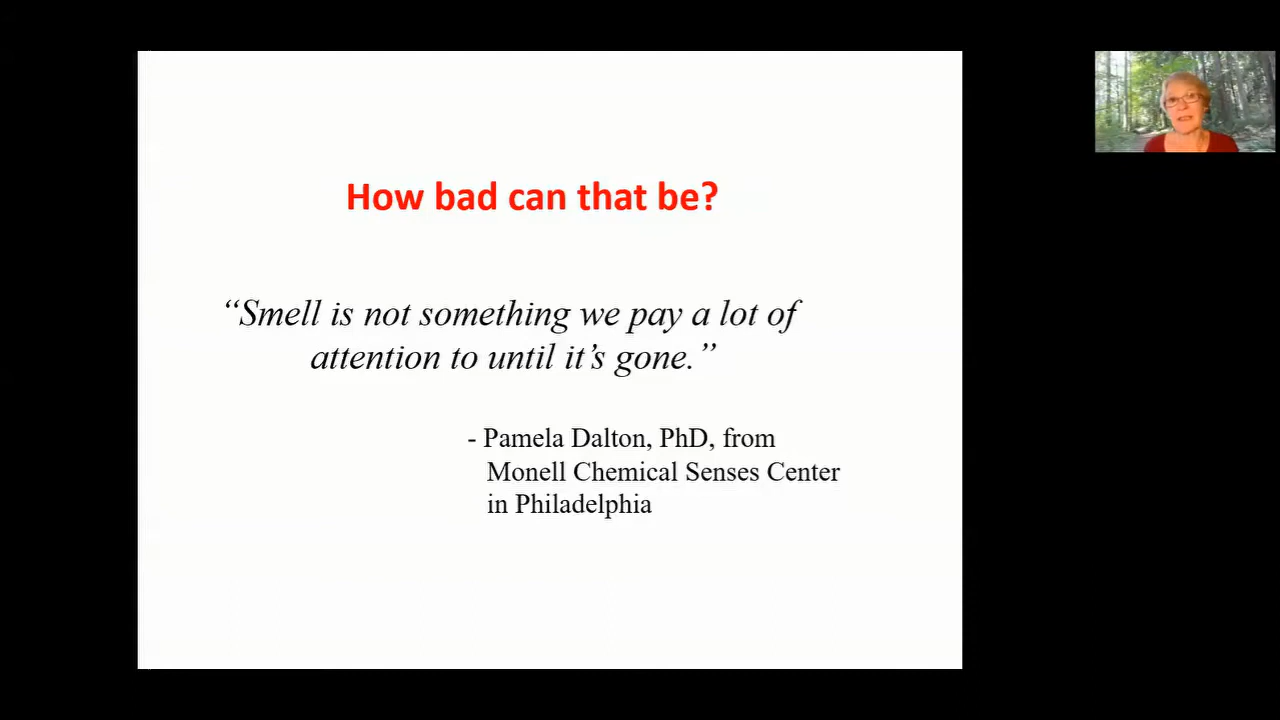 How bad can that be?
“Smell is not something we pay a lot of
attention to until it’s gone.”
- Pamela Dalton, PhD, from
Monell Chemical Senses Center
in Philadelphia